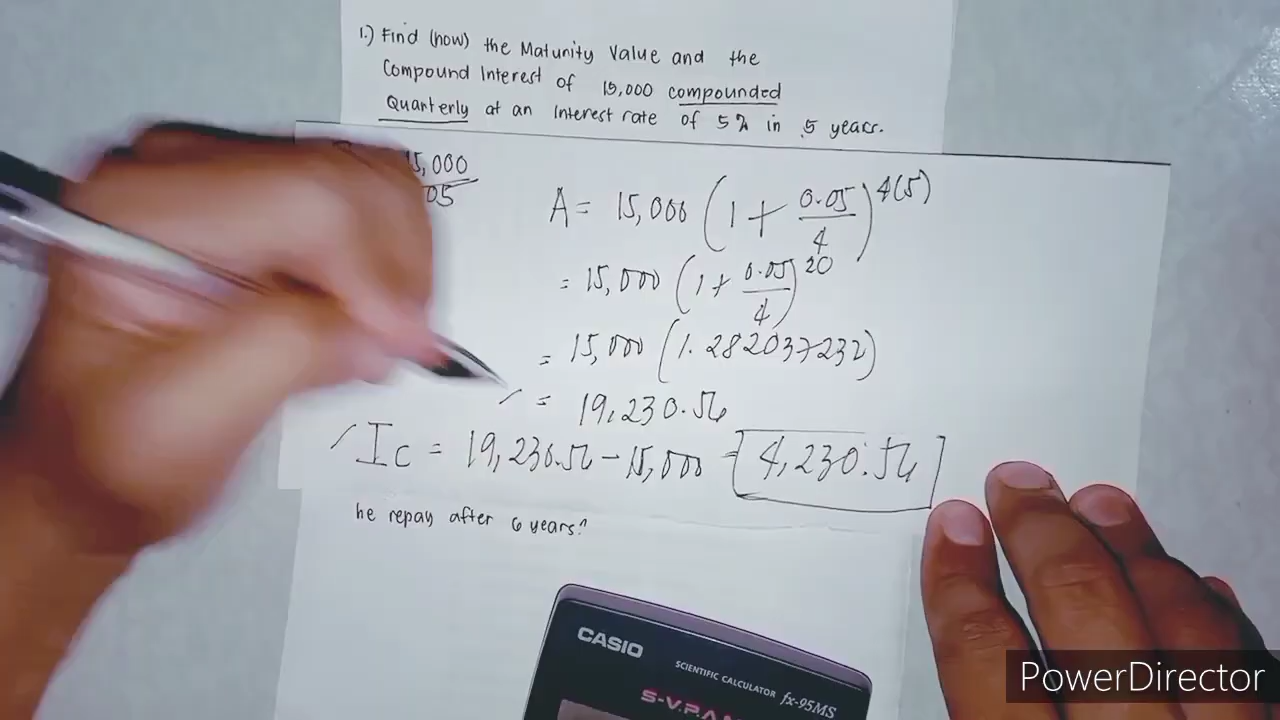 1.) Find (how) the Maturity Value and the
Compound Interest of 15,000 compounded
Quarterly at an Interest rate of 5% in 5 years.
15,000
05
A = 15,000 (1 + 0.05/4)^4(5)
= 15,000 (1 + 0.05/4)^20
= 15,000 (1.282037232)
= 19,230.56
Ic = 19,230.56 - 15,000 = 4,230.56
he repay after 6 years?
CASIO
SCIENTIFIC CALCULATOR fx-95MS
S-V.P.A.M
PowerDirector